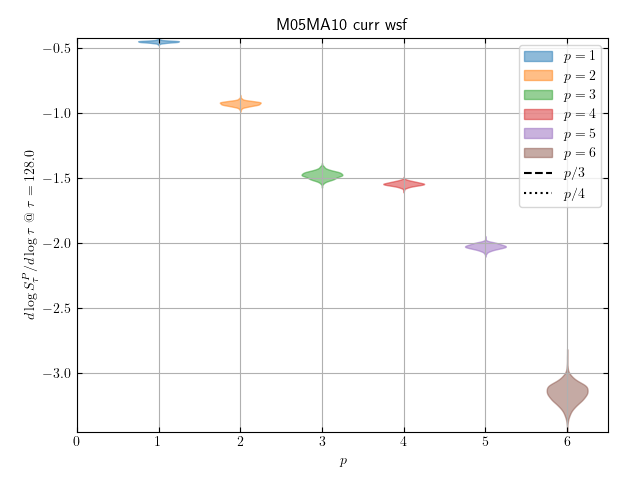 M05MA10 curr wsf
d log S_τ^P / d log τ @ τ = 128.0
−0.5
−1.0
−1.5
−2.0
−2.5
−3.0
p = 1
p = 2
p = 3
p = 4
p = 5
p = 6
p/3
p/4
0 1 2 3 4 5 6
p